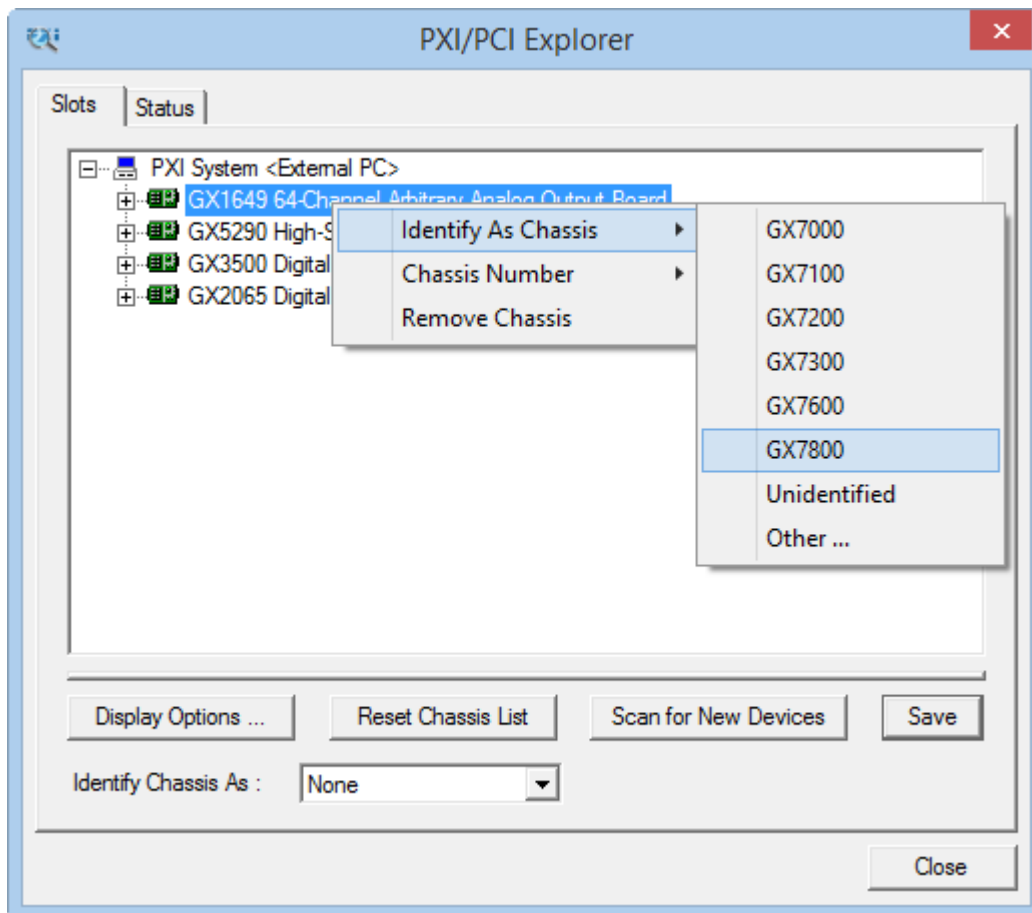 PXI/PCI Explorer
Slots
Status
PXI System <External PC>
GX1649 64-Channel Arbitrary Analog Output Board
GX5290 High-S
GX3500 Digital
GX2065 Digital
Identify As Chassis
Chassis Number
Remove Chassis
GX7000
GX7100
GX7200
GX7300
GX7600
GX7800
Unidentified
Other ...
Display Options ...
Reset Chassis List
Scan for New Devices
Save
Identify Chassis As :
None
Close